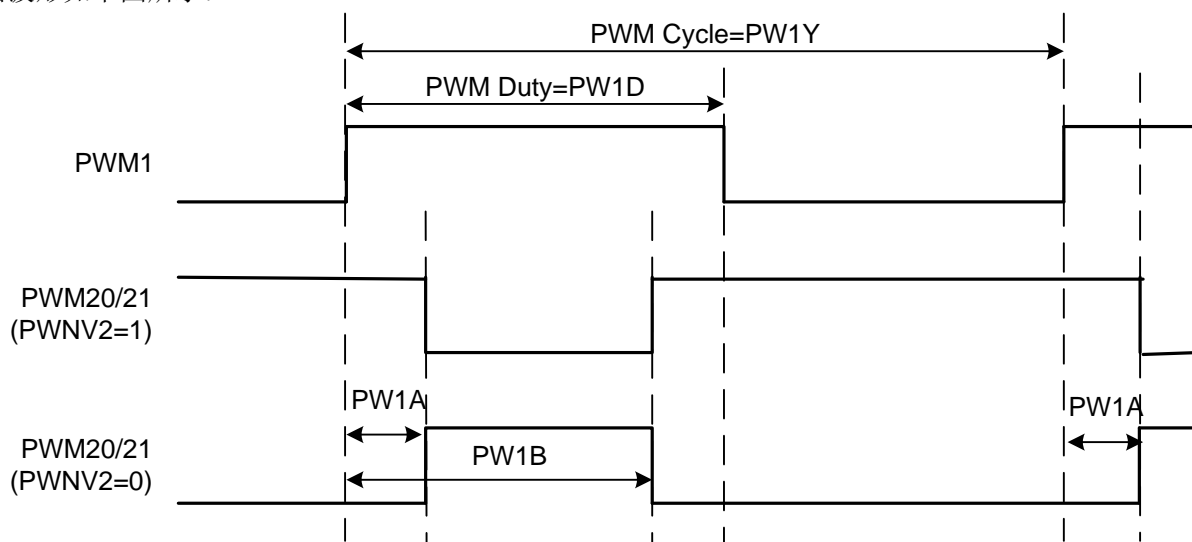 PWM Cycle=PW1Y
PWM Duty=PW1D
PWM1
PWM20/21
(PWNV2=1)
PW1A
PW1A
PWM20/21
(PWNV2=0)
PW1B